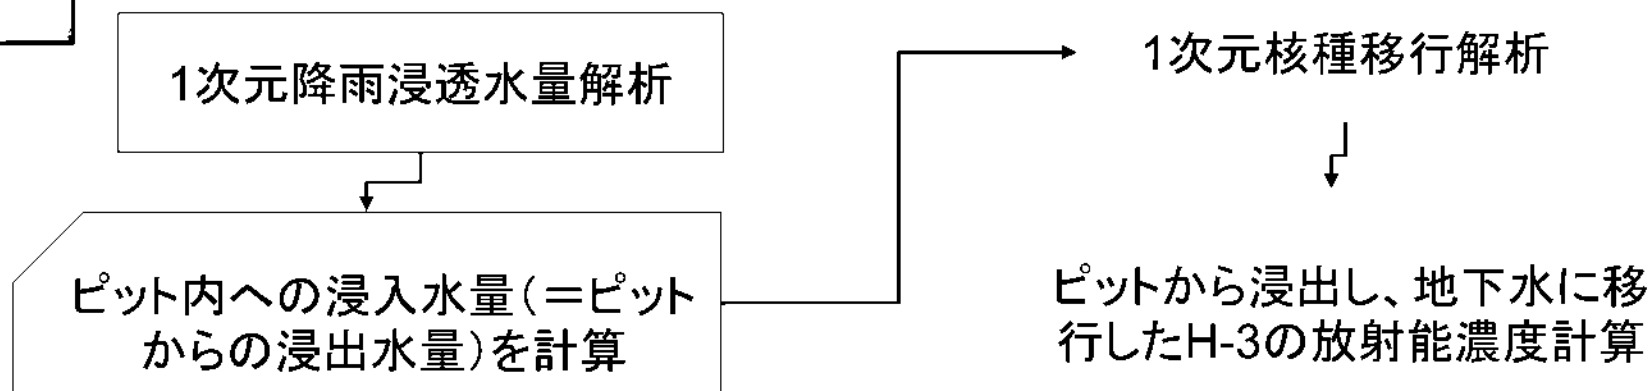 1次元降雨浸透水量解析
ピット内への浸入水量(=ピット
からの浸出水量)を計算
1次元核種移行解析
ピットから浸出し、地下水に移
行したH-3の放射能濃度計算